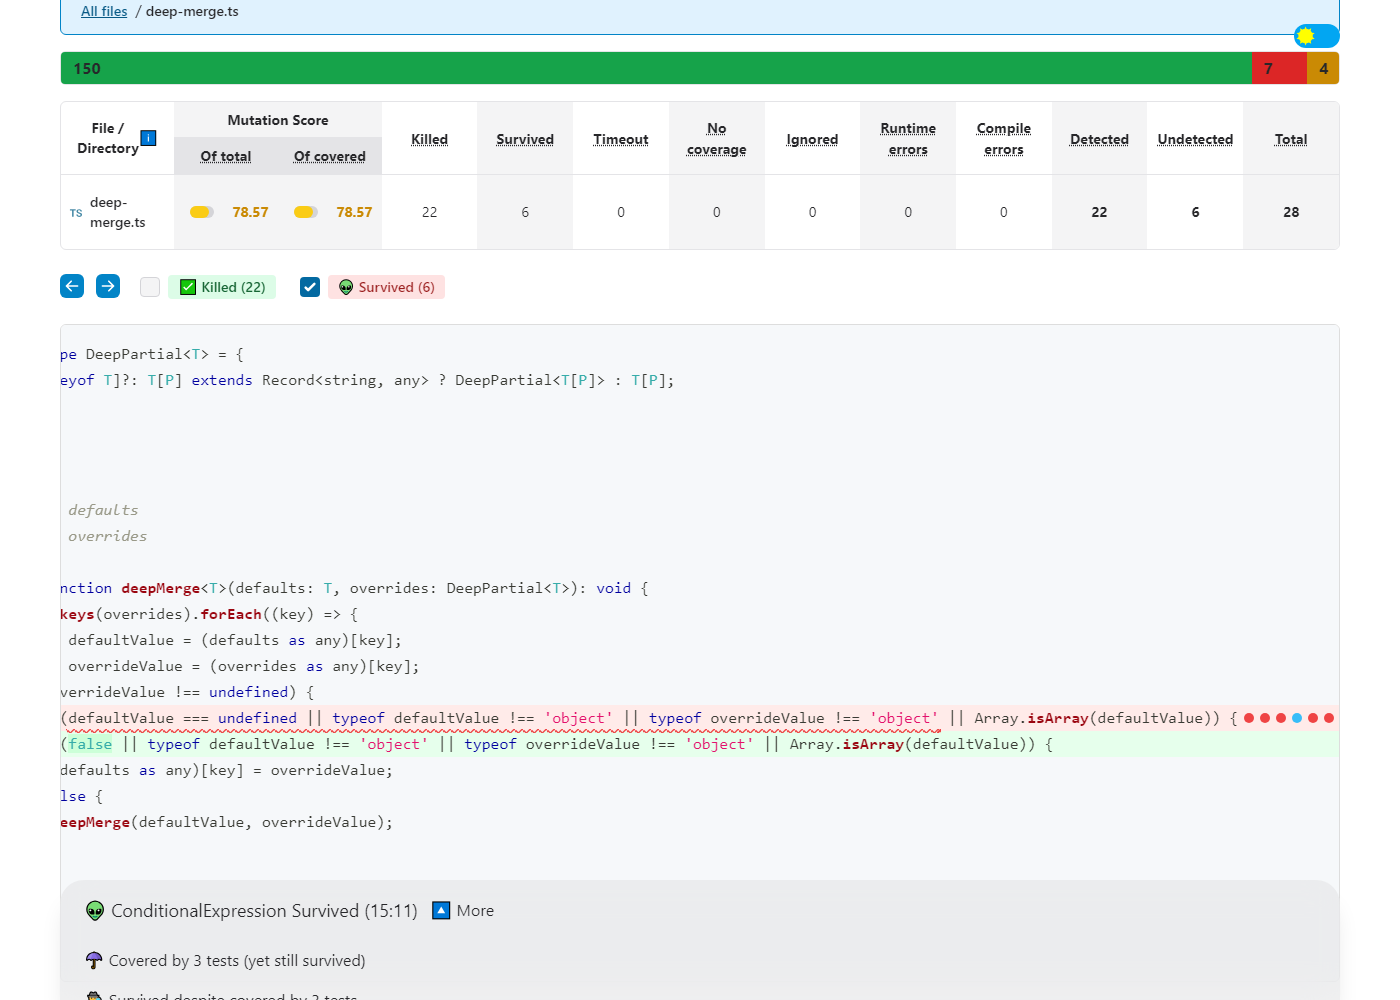 All files / deep-merge.ts
150 7 4
File / Directory i Mutation Score Killed Survived Timeout No coverage Ignored Runtime errors Compile errors Detected Undetected Total
Of total Of covered
TS deep-merge.ts 78.57 78.57 22 6 0 0 0 0 0 22 6 28
Killed (22) Survived (6)
pe DeepPartial<T> = {
eyof T]?: T[P] extends Record<string, any> ? DeepPartial<T[P]> : T[P];
defaults
overrides
nction deepMerge<T>(defaults: T, overrides: DeepPartial<T>): void {
keys(overrides).forEach((key) => {
defaultValue = (defaults as any)[key];
overrideValue = (overrides as any)[key];
verrideValue !== undefined) {
(defaultValue === undefined || typeof defaultValue !== 'object' || typeof overrideValue !== 'object' || Array.isArray(defaultValue)) {
(false || typeof defaultValue !== 'object' || typeof overrideValue !== 'object' || Array.isArray(defaultValue)) {
defaults as any)[key] = overrideValue;
lse {
eepMerge(defaultValue, overrideValue);
ConditionalExpression Survived (15:11) More
Covered by 3 tests (yet still survived)
Survived despite covered by 3 tests